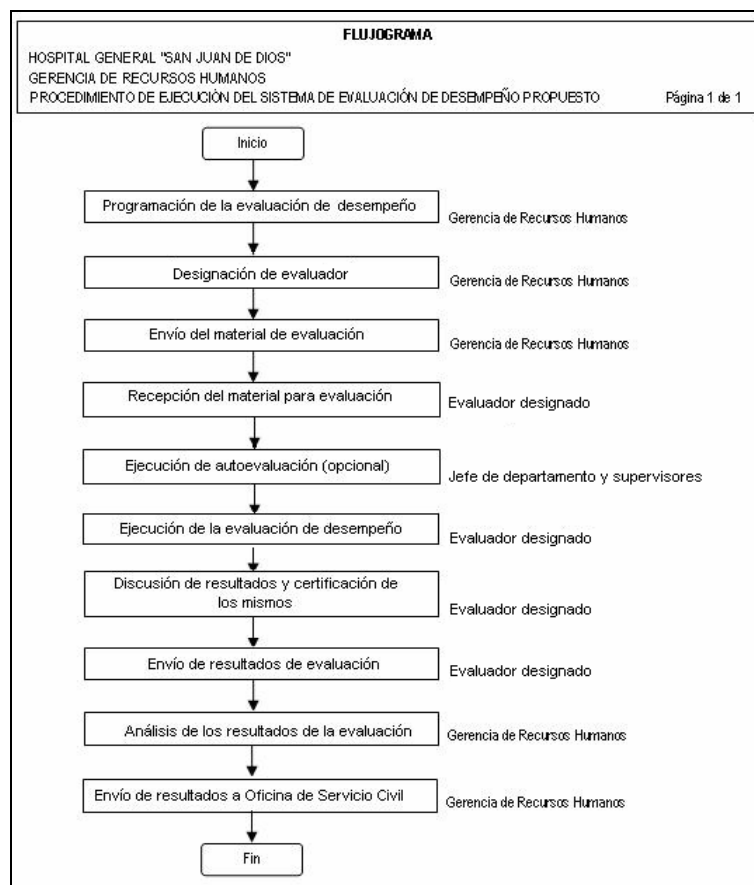 FLUJOGRAMA
HOSPITAL GENERAL "SAN JUAN DE DIOS"
GERENCIA DE RECURSOS HUMANOS
PROCEDIMIENTO DE EJECUCIÓN DEL SISTEMA DE EVALUACIÓN DE DESEMPEÑO PROPUESTO Página 1 de 1
Inicio
Programación de la evaluación de desempeño
Gerencia de Recursos Humanos
Designación de evaluador
Gerencia de Recursos Humanos
Envío del material de evaluación
Gerencia de Recursos Humanos
Recepción del material para evaluación
Evaluador designado
Ejecución de autoevaluación (opcional)
Jefe de departamento y supervisores
Ejecución de la evaluación de desempeño
Evaluador designado
Discusión de resultados y certificación de
los mismos
Evaluador designado
Envío de resultados de evaluación
Evaluador designado
Análisis de los resultados de la evaluación
Gerencia de Recursos Humanos
Envío de resultados a Oficina de Servicio Civil
Gerencia de Recursos Humanos
Fin